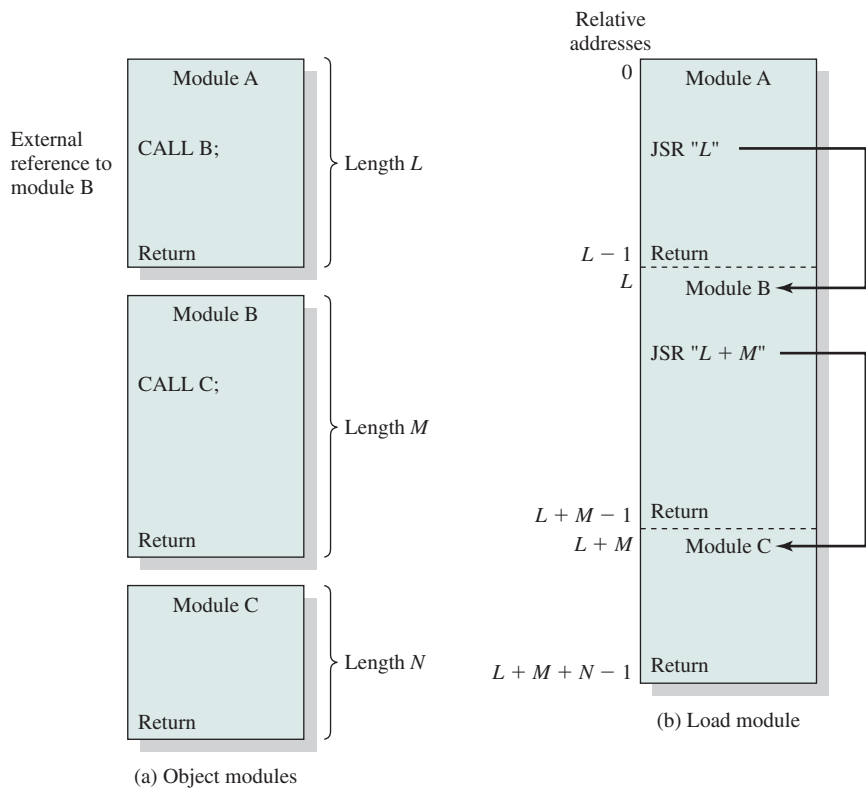 External
reference to
module B
Module A
CALL B;
Return
Length L
Module B
CALL C;
Return
Length M
Module C
Return
Length N
(a) Object modules
Relative
addresses
0
Module A
JSR "L"
L − 1
Return
L
Module B
JSR "L + M"
L + M − 1
Return
L + M
Module C
L + M + N − 1
Return
(b) Load module